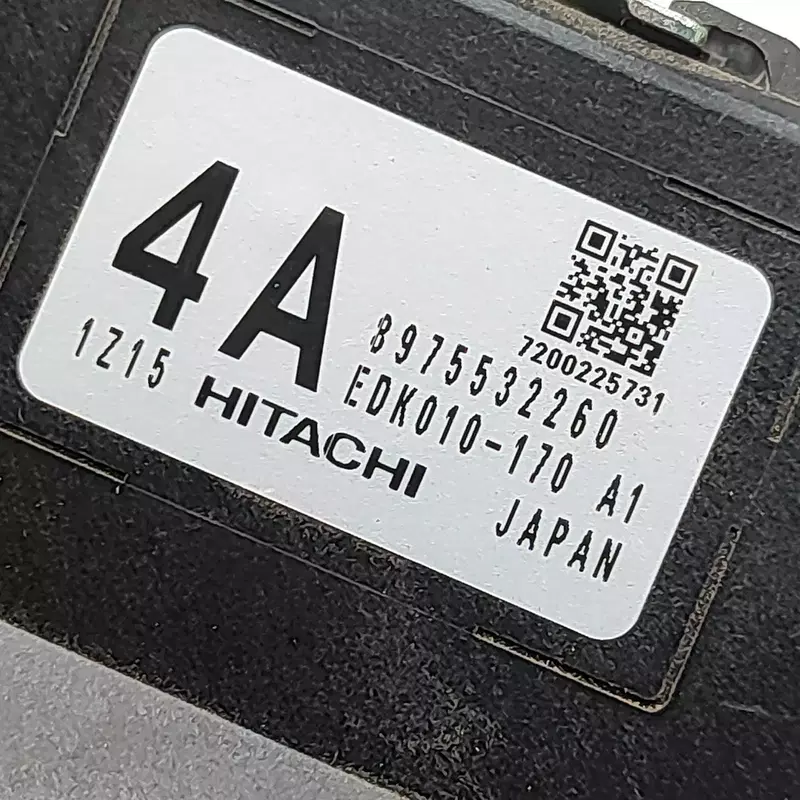 4A
7200225731
8975532260
EDK010-170 A1
1Z15
HITACHI
JAPAN